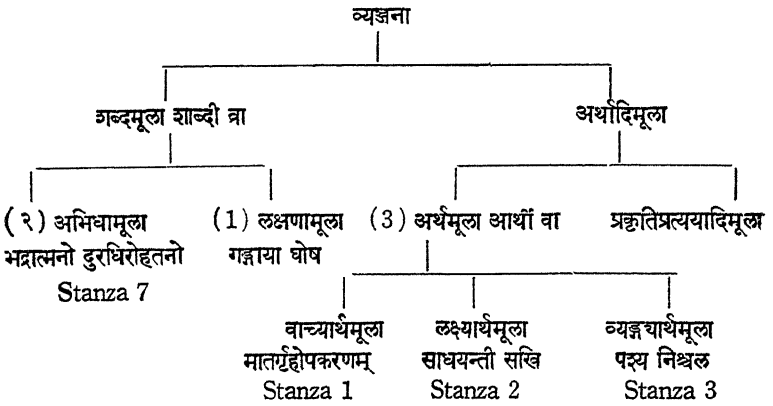 व्यञ्जना
शब्दमूला शाब्दी व्रा अर्थादिमूला
(२) अभिधामूला (1) लक्षणामूला (3) अर्थमूला आर्थी वा प्रकृतिप्रत्ययादिमूला
भद्रात्मनो दुरधिरोहतनो गङ्गाया घोष
Stanza 7
वाच्यार्थमूला लक्ष्यार्थमूला व्यङ्ग्यार्थमूला
मातर्गृहोपकरणम् साधयन्ती सखि पश्य निश्चल
Stanza 1 Stanza 2 Stanza 3